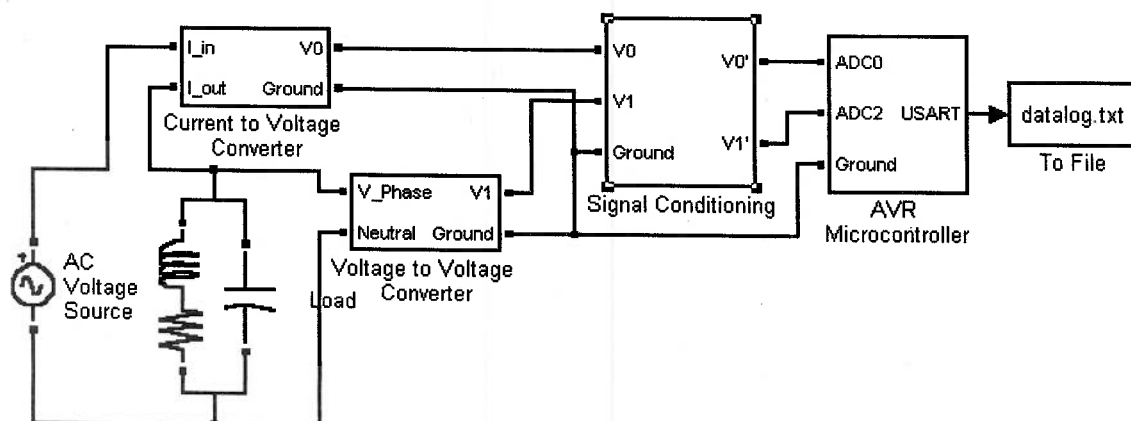 I_in
V0
I_out
Ground
Current to Voltage
Converter
V_Phase
V1
Neutral
Ground
Voltage to Voltage
Converter
V0
V1
Ground
V0'
V1'
Signal Conditioning
ADC0
ADC2
USART
Ground
AVR
Microcontroller
datalog.txt
To File
+
AC
Voltage
Source
Load